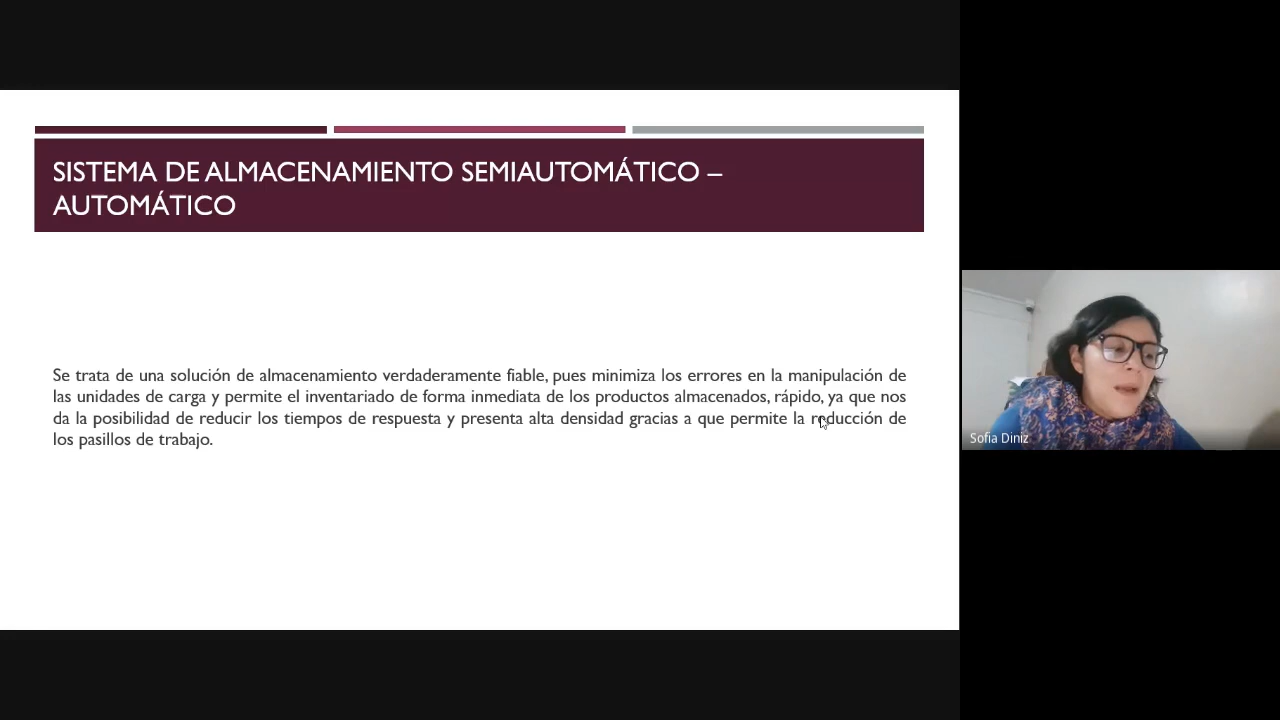 SISTEMA DE ALMACENAMIENTO SEMIAUTOMÁTICO –
AUTOMÁTICO
Se trata de una solución de almacenamiento verdaderamente fiable, pues minimiza los errores en la manipulación de
las unidades de carga y permite el inventariado de forma inmediata de los productos almacenados, rápido, ya que nos
da la posibilidad de reducir los tiempos de respuesta y presenta alta densidad gracias a que permite la reducción de
los pasillos de trabajo.
Sofia Diniz